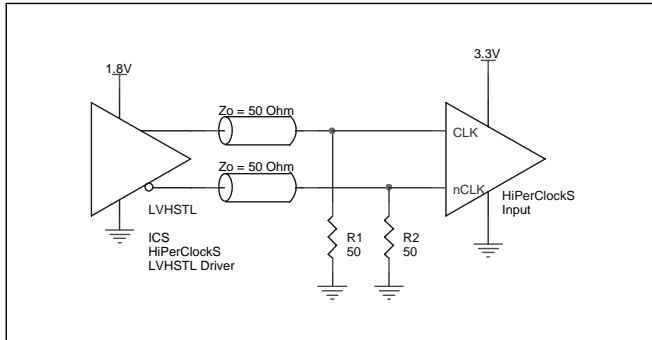 1.8V
3.3V
Zo = 50 Ohm
CLK
Zo = 50 Ohm
nCLK
HiPerClockS
Input
LVHSTL
ICS
HiPerClockS
LVHSTL Driver
R1
50
R2
50